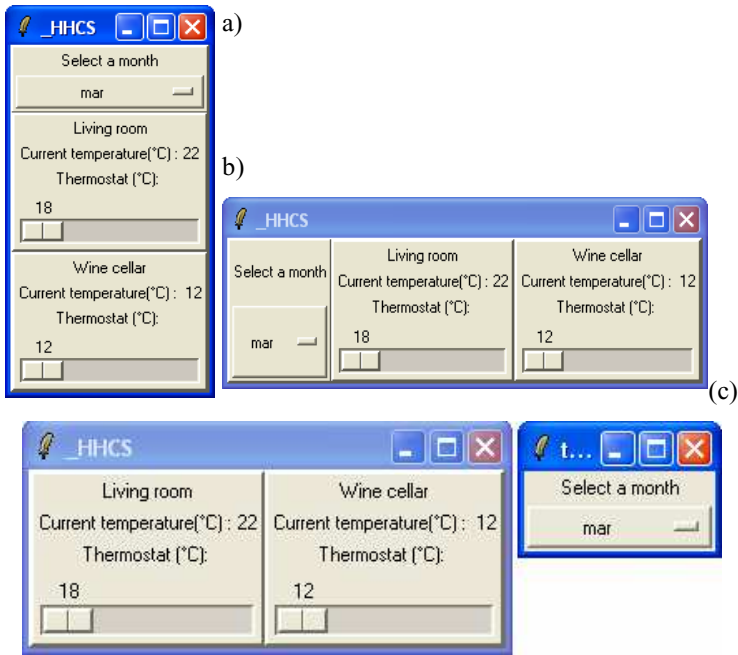 _HHCS
a)
Select a month
mar
Living room
Current temperature(°C) : 22
Thermostat (°C):
18
Wine cellar
Current temperature(°C) : 12
Thermostat (°C):
12
b)
_HHCS
Select a month
mar
Living room
Current temperature(°C) : 22
Thermostat (°C):
18
Wine cellar
Current temperature(°C) : 12
Thermostat (°C):
12
(c)
_HHCS
Living room
Current temperature(°C) : 22
Thermostat (°C):
18
Wine cellar
Current temperature(°C) : 12
Thermostat (°C):
12
t...
Select a month
mar